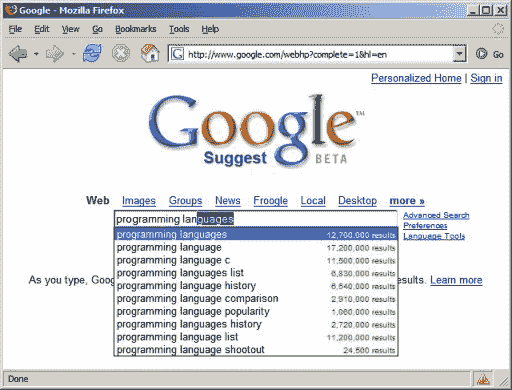 Google - Mozilla Firefox
File Edit View Go Bookmarks Tools Help
G http://www.google.com/webhp?complete=1&hl=en Go
Personalized Home | Sign in
Google™
Suggest BETA
Web Images Groups News Froogle Local Desktop more »
programming languages
Advanced Search
Preferences
Language Tools
programming languages 12,700,000 results
programming language 17,200,000 results
programming language c 11,500,000 results
programming languages list 6,830,000 results
programming language history 6,540,000 results
programming language comparison 2,910,000 results
programming language popularity 1,060,000 results
programming languages history 2,720,000 results
programming language list 11,200,000 results
programming language shootout 24,500 results
As you type, Goog esults. Learn more
Done